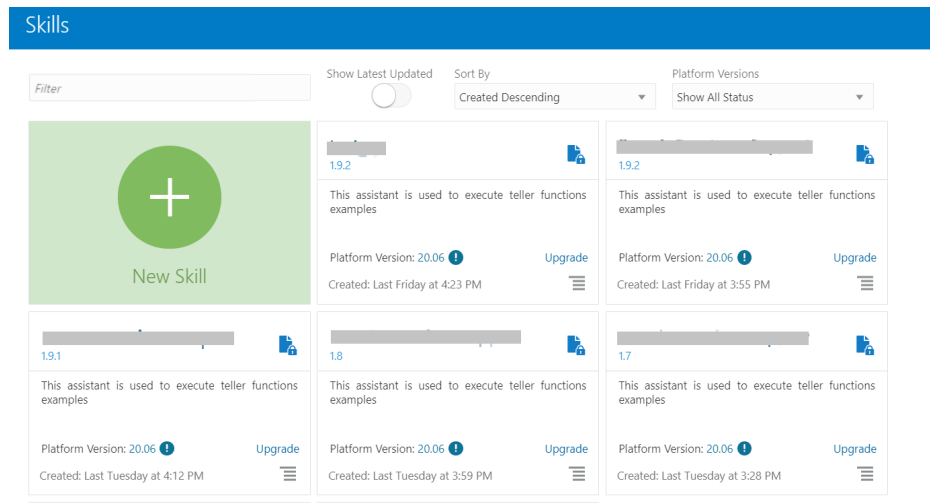 Skills
Show Latest Updated
Sort By
Platform Versions
Filter
Created Descending
Show All Status
New Skill
1.9.2
This assistant is used to execute teller functions
examples
Platform Version: 20.06
Upgrade
Created: Last Friday at 4:23 PM
1.9.2
This assistant is used to execute teller functions
examples
Platform Version: 20.06
Upgrade
Created: Last Friday at 3:55 PM
1.9.1
This assistant is used to execute teller functions
examples
Platform Version: 20.06
Upgrade
Created: Last Tuesday at 4:12 PM
1.8
This assistant is used to execute teller functions
examples
Platform Version: 20.06
Upgrade
Created: Last Tuesday at 3:59 PM
1.7
This assistant is used to execute teller functions
examples
Platform Version: 20.06
Upgrade
Created: Last Tuesday at 3:28 PM